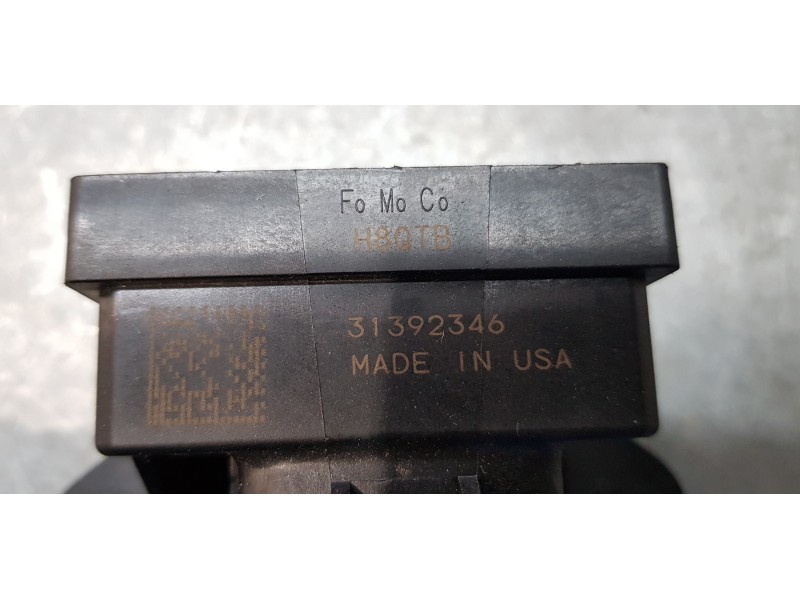 Fo Mo Co
H8QTB
31392346
MADE IN USA